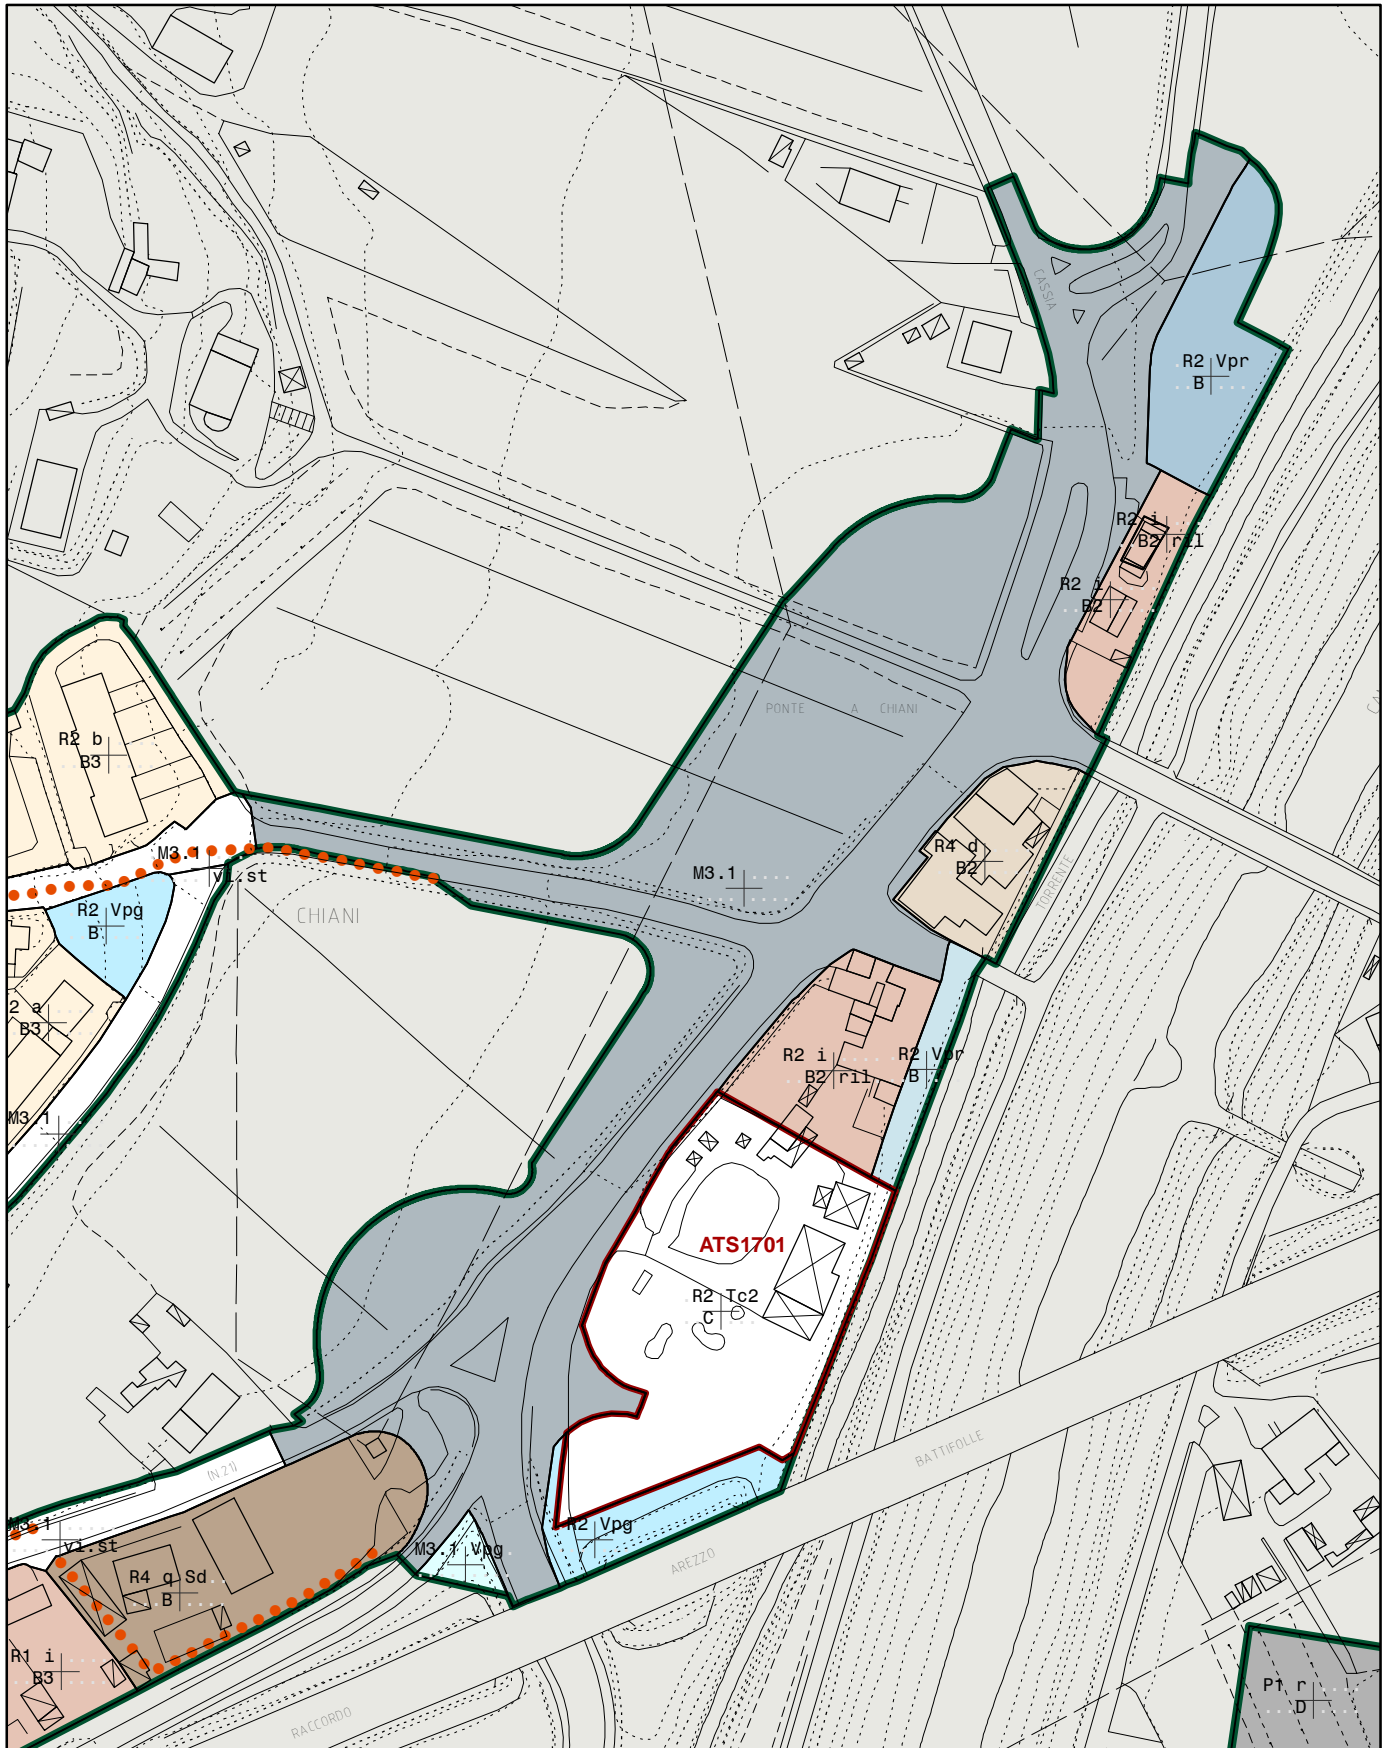 CASSIA
R2 Vpr
B
R2 i
B2 ril
R2 i
B2
PONTE A CHIANI
R2 b
B3
R4 d
B2
M3.1
vi.st
M3.1
TORRENTE
R2 Vpg
B
CHIANI
2 a
B3
R2 i
B2 ril
R2 Vpr
B
M3.1
ATS1701
R2 Tc2
C
BATTIFOLLE
(N 21)
M3.1
vi.st
R2 Vpg
M3.1 Vpg
AREZZO
R4 q Sd
B
R1 i
B3
P1 r
D
RACCORDO